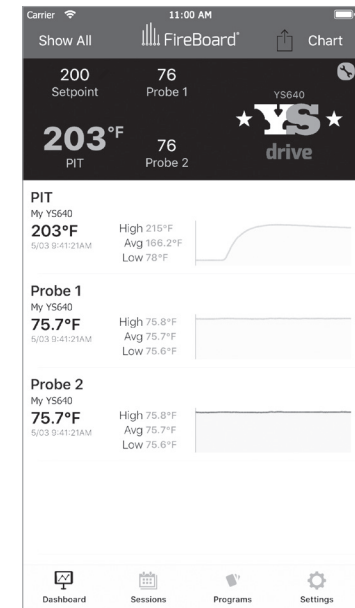 Carrier 11:00 AM
Show All FireBoard® Chart
200 76
Setpoint Probe 1
YS640
203°F 76 YS
PIT Probe 2 drive
PIT
My YS640
203°F High 215°F
5/03 9:41:21AM Avg 166.2°F
Low 78°F
Probe 1
My YS640
75.7°F High 75.8°F
5/03 9:41:21AM Avg 75.7°F
Low 75.6°F
Probe 2
My YS640
75.7°F High 75.8°F
5/03 9:41:21AM Avg 75.7°F
Low 75.6°F
Dashboard Sessions Programs Settings